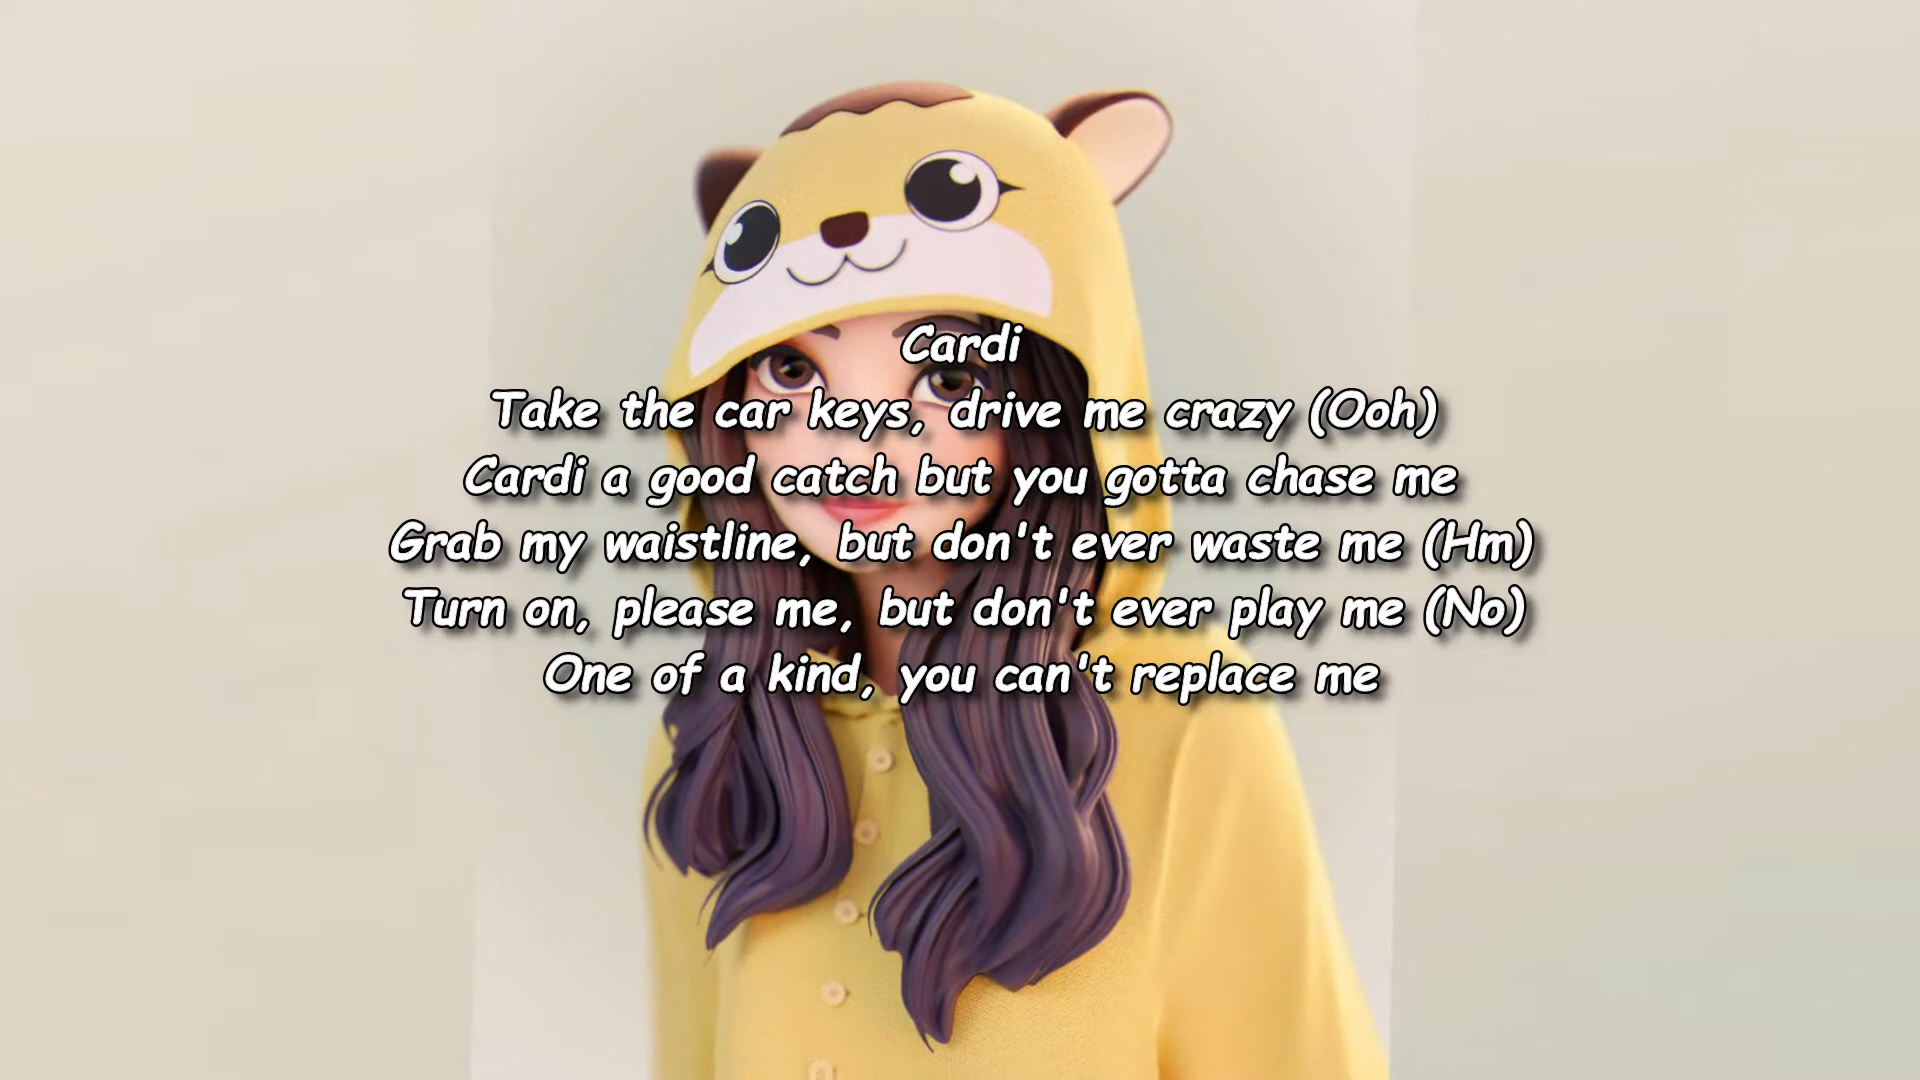 Cardi
Take the car keys, drive me crazy (Ooh)
Cardi a good catch but you gotta chase me
Grab my waistline, but don't ever waste me (Hm)
Turn on, please me, but don't ever play me (No)
One of a kind, you can't replace me